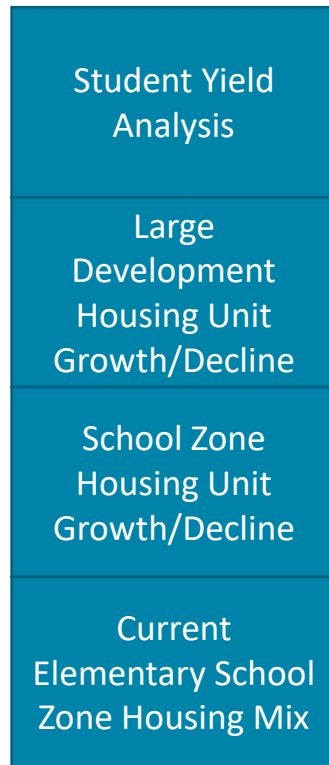 Student Yield
Analysis
Large
Development
Housing Unit
Growth/Decline
School Zone
Housing Unit
Growth/Decline
Current
Elementary School
Zone Housing Mix